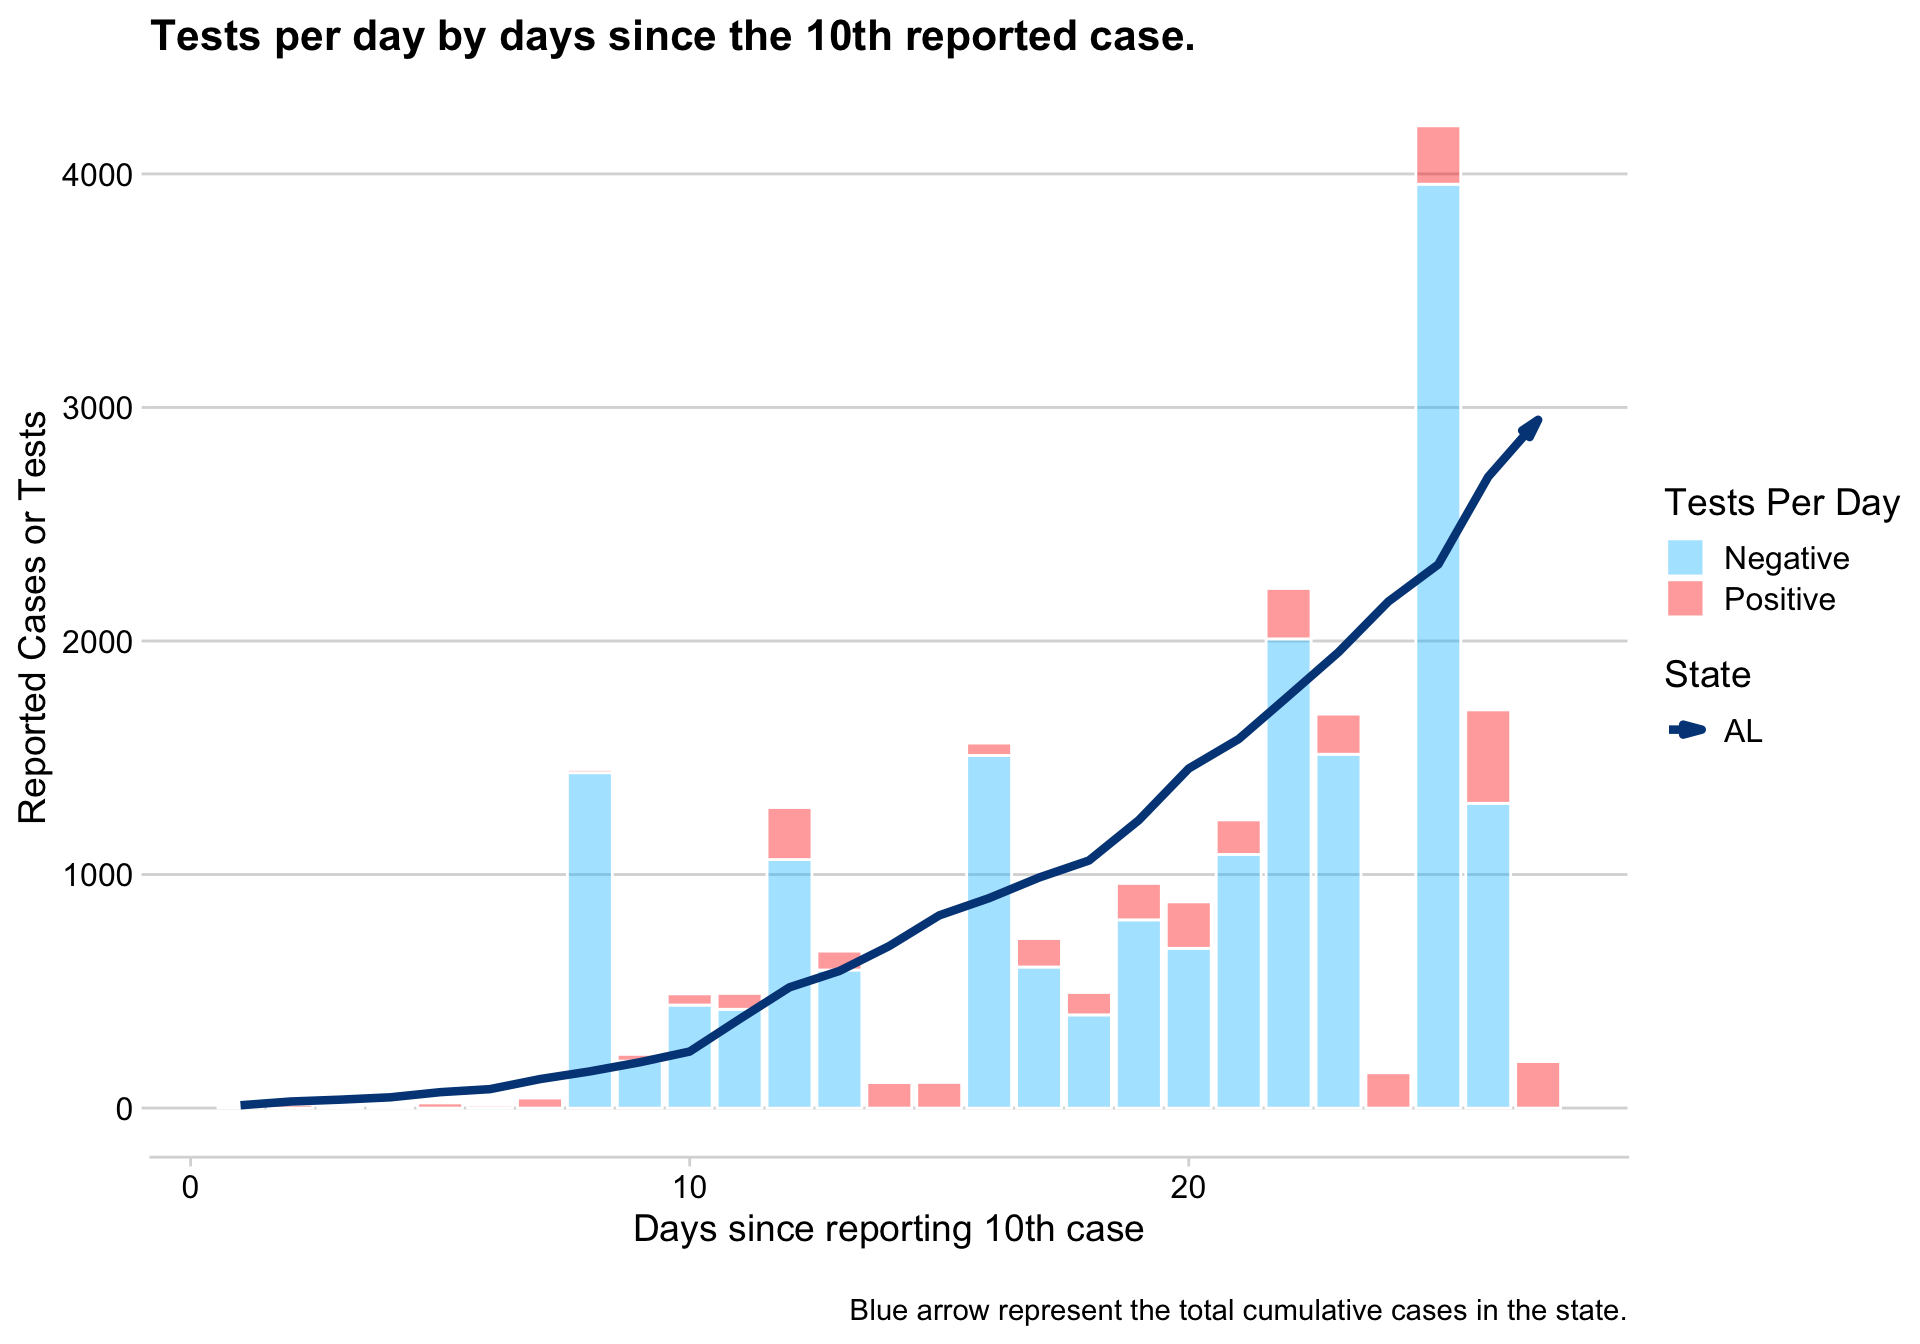 Tests per day by days since the 10th reported case.
Reported Cases or Tests
4000
3000
2000
1000
0
0 10 20
Days since reporting 10th case
Tests Per Day
Negative
Positive
State
AL
Blue arrow represent the total cumulative cases in the state.